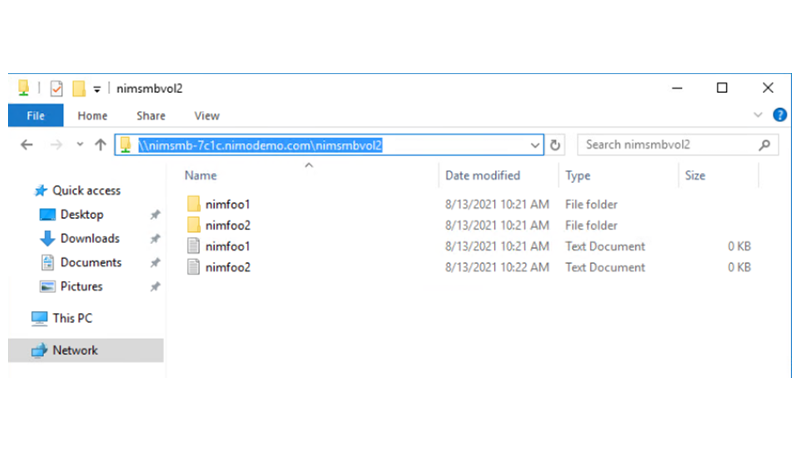 nimsmbvol2
File Home Share View
\\nimsmb-7c1c.nimodemo.com\nimsmbvol2 Search nimsmbvol2
Name Date modified Type Size
Quick access
Desktop
Downloads
Documents
Pictures
This PC
Network
nimfoo1 8/13/2021 10:21 AM File folder
nimfoo2 8/13/2021 10:21 AM File folder
nimfoo1 8/13/2021 10:21 AM Text Document 0 KB
nimfoo2 8/13/2021 10:22 AM Text Document 0 KB